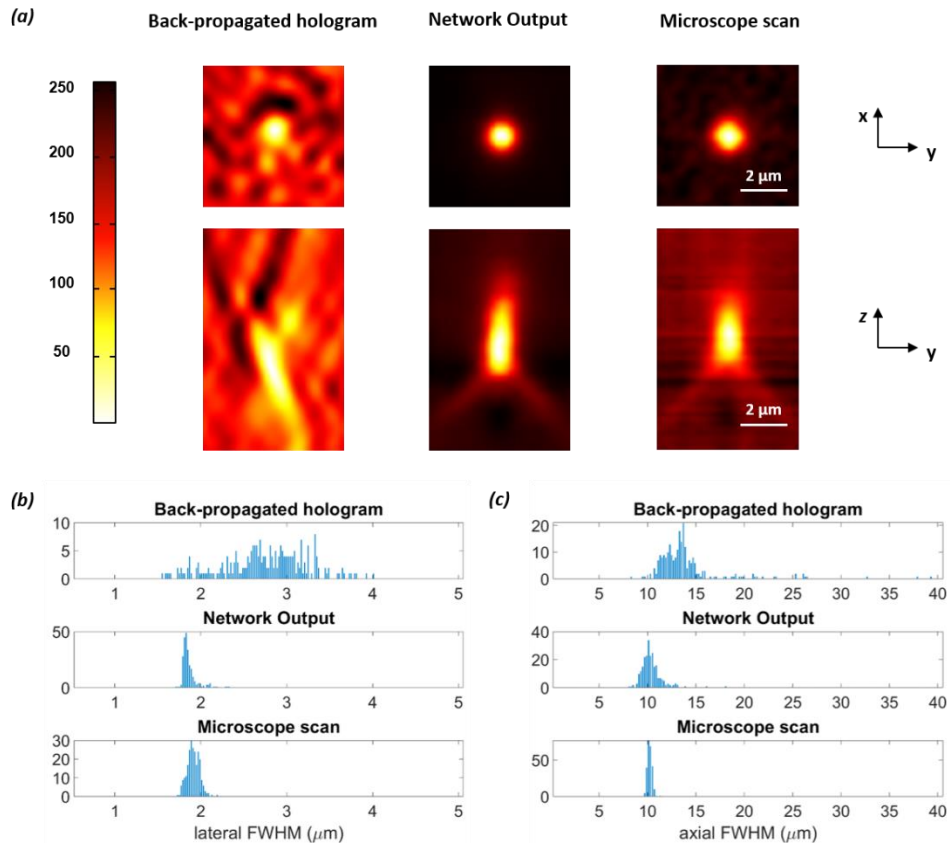 (a)
Back-propagated hologram
Network Output
Microscope scan
250
200
150
100
50
x
y
2 μm
z
y
2 μm
(b)
Back-propagated hologram
10
5
0
1 2 3 4 5
Network Output
50
0
1 2 3 4 5
Microscope scan
30
20
10
0
1 2 3 4 5
lateral FWHM (μm)
(c)
Back-propagated hologram
20
10
0
5 10 15 20 25 30 35 40
Network Output
40
20
0
5 10 15 20 25 30 35 40
Microscope scan
50
0
5 10 15 20 25 30 35 40
axial FWHM (μm)